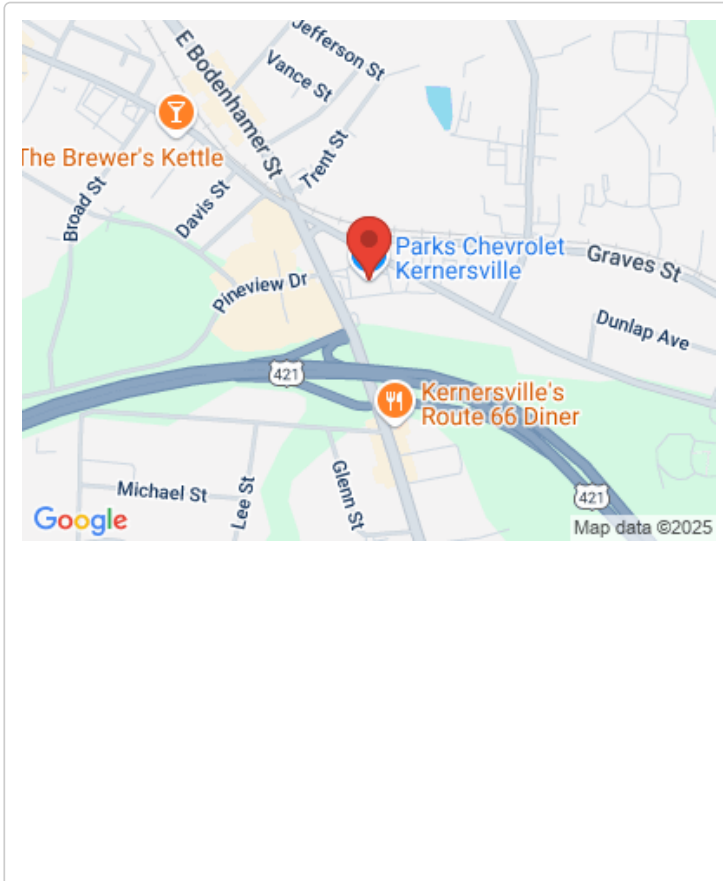 Jefferson St
E Bodenhamer St
Vance St
The Brewer's Kettle
Trent St
Broad St
Davis St
Parks Chevrolet
Kernersville
Graves St
Pineview Dr
Dunlap Ave
421
Kernersville's
Route 66 Diner
Glenn St
Michael St
Lee St
421
Google
Map data ©2025